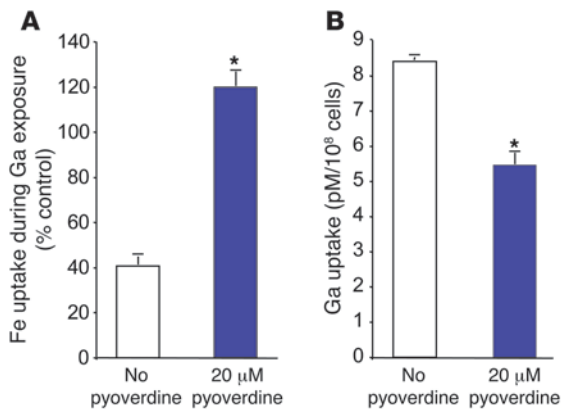 A
Fe uptake during Ga exposure
(% control)
140
120
100
80
60
40
20
0
*
No
pyoverdine
20 µM
pyoverdine
B
Ga uptake (pM/10⁸ cells)
9
8
7
6
5
4
3
2
1
0
*
No
pyoverdine
20 µM
pyoverdine